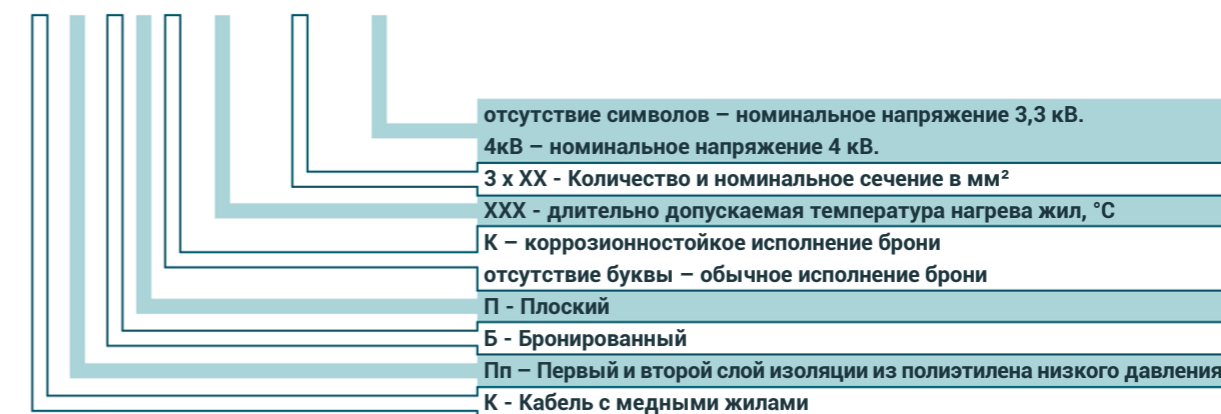 отсутствие символов – номинальное напряжение 3,3 кВ.
4кВ – номинальное напряжение 4 кВ.
3 х ХХ - Количество и номинальное сечение в мм²
ХХХ - длительно допускаемая температура нагрева жил, °С
К – коррозионностойкое исполнение брони
отсутствие буквы – обычное исполнение брони
П - Плоский
Б - Бронированный
Пп – Первый и второй слой изоляции из полиэтилена низкого давления
К - Кабель с медными жилами